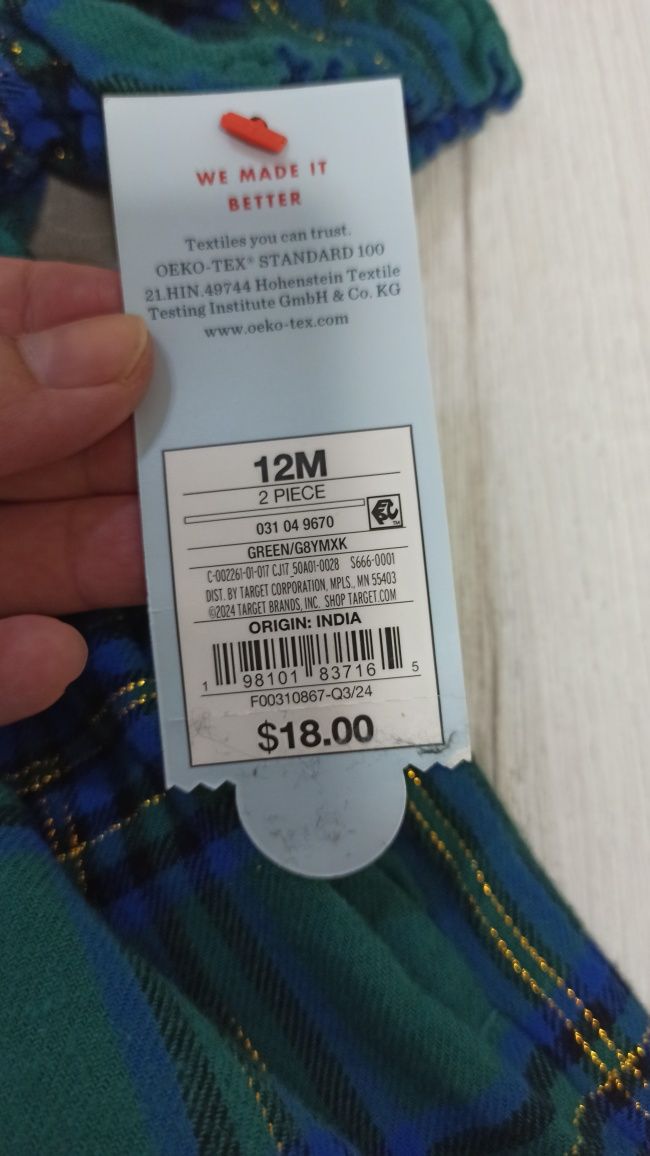 WE MADE IT
BETTER
Textiles you can trust.
OEKO-TEX® STANDARD 100
21.HIN.49744 Hohenstein Textile
Testing Institute GmbH & Co. KG
www.oeko-tex.com
12M
2 PIECE
031 04 9670
TM
GREEN/G8YMXK
C-002261-01-017 CJ17_50A01-0028 S666-0001
DIST. BY TARGET CORPORATION, MPLS., MN 55403
©2024 TARGET BRANDS, INC. SHOP TARGET.COM
ORIGIN: INDIA
1 98101 83716 5
F00310867-Q3/24
$18.00